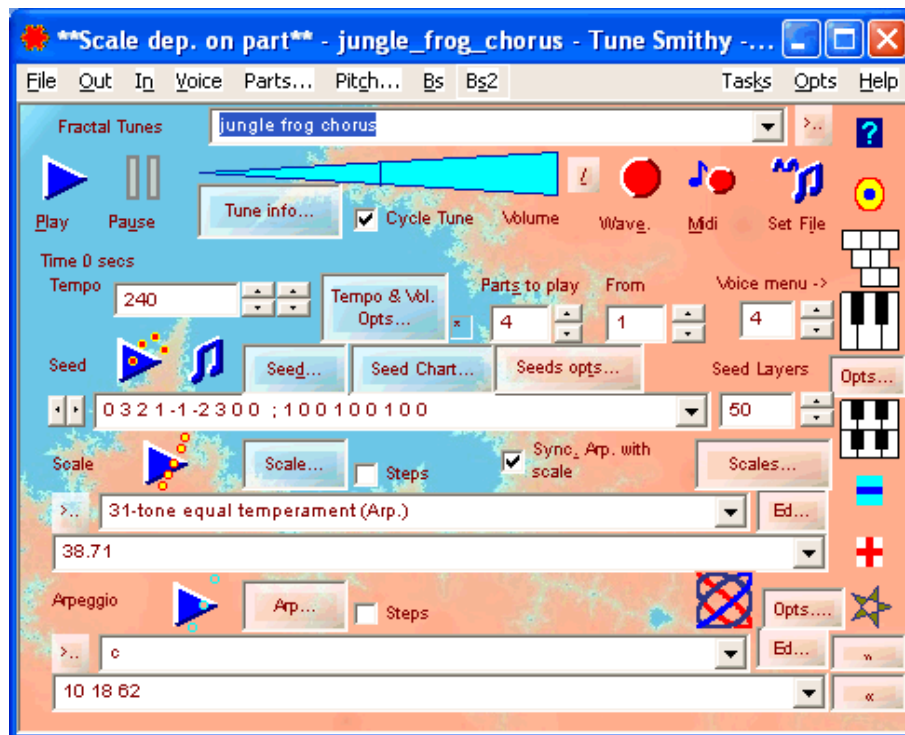 **Scale dep. on part** - jungle_frog_chorus - Tune Smithy -...
File Out In Voice Parts... Pitch... Bs Bs2 Tasks Opts Help
Fractal Tunes jungle frog chorus >..
?
Play Pause Tune info... Cycle Tune Volume Wave. Midi Set File
Time 0 secs
Tempo 240 Tempo & Vol. Opts... Parts to play 4 From 1 Voice menu -> 4
Seed Seed... Seed Chart... Seeds opts... Seed Layers Opts...
0 3 2 1 -1 -2 3 0 0 ; 1 0 0 1 0 0 1 0 0 50
Scale Scale... Steps Sync. Arp. with scale Scales...
>.. 31-tone equal temperament (Arp.) Ed...
38.71
Arpeggio Arp... Steps Opts....
>.. c Ed... »
10 18 62 «